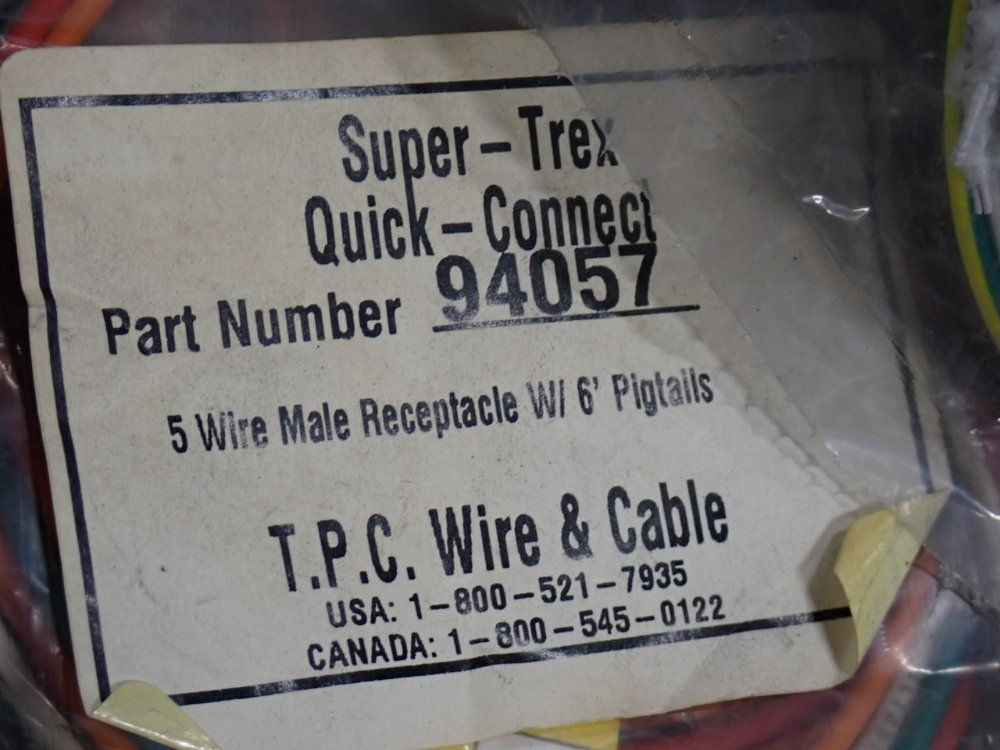 Super-Trex
Quick-Connect
Part Number 94057
5 Wire Male Receptacle W/ 6' Pigtails
T.P.C. Wire & Cable
USA: 1-800-521-7935
CANADA: 1-800-545-0122